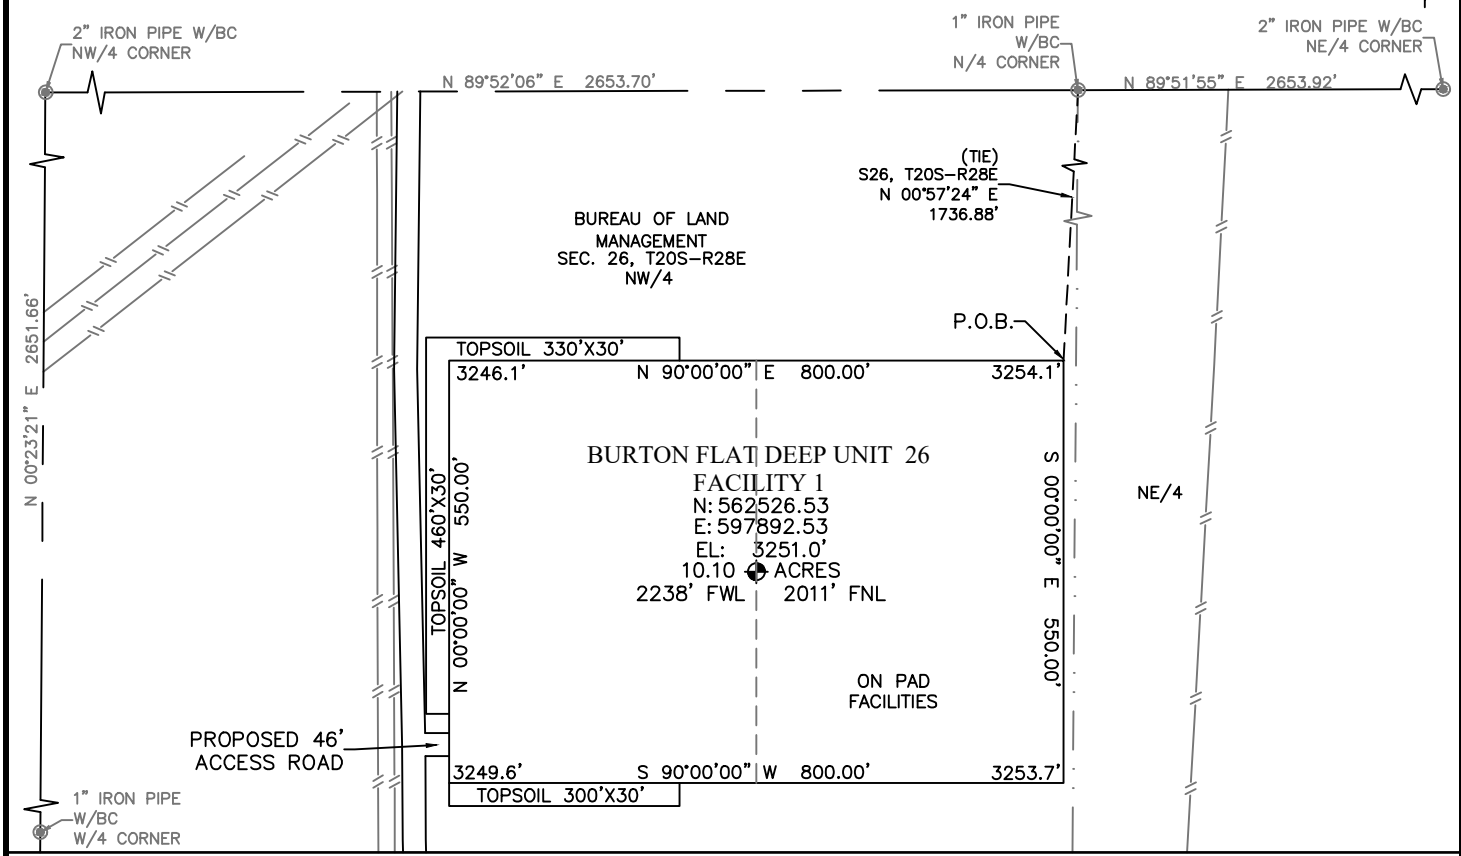 2” IRON PIPE W/BC
NW/4 CORNER
1” IRON PIPE
W/BC
N/4 CORNER
2” IRON PIPE W/BC
NE/4 CORNER
N 89°52’06” E 2653.70’
N 89°51’55” E 2653.92’
(TIE)
S26, T20S–R28E
N 00°57’24” E
1736.88’
BUREAU OF LAND
MANAGEMENT
SEC. 26, T20S–R28E
NW/4
N 00°23’21” E 2651.66’
P.O.B.
TOPSOIL 330’X30’
3246.1’
N 90°00’00” E 800.00’
3254.1’
TOPSOIL 460’X30’
N 00°00’00” W 550.00’
BURTON FLAT DEEP UNIT 26
FACILITY 1
N: 562526.53
E: 597892.53
EL: 3251.0’
10.10 ACRES
2238’ FWL 2011’ FNL
S 00°00’00” E 550.00’
NE/4
ON PAD
FACILITIES
PROPOSED 46’
ACCESS ROAD
3249.6’
S 90°00’00” W 800.00’
3253.7’
TOPSOIL 300’X30’
1” IRON PIPE
W/BC
W/4 CORNER